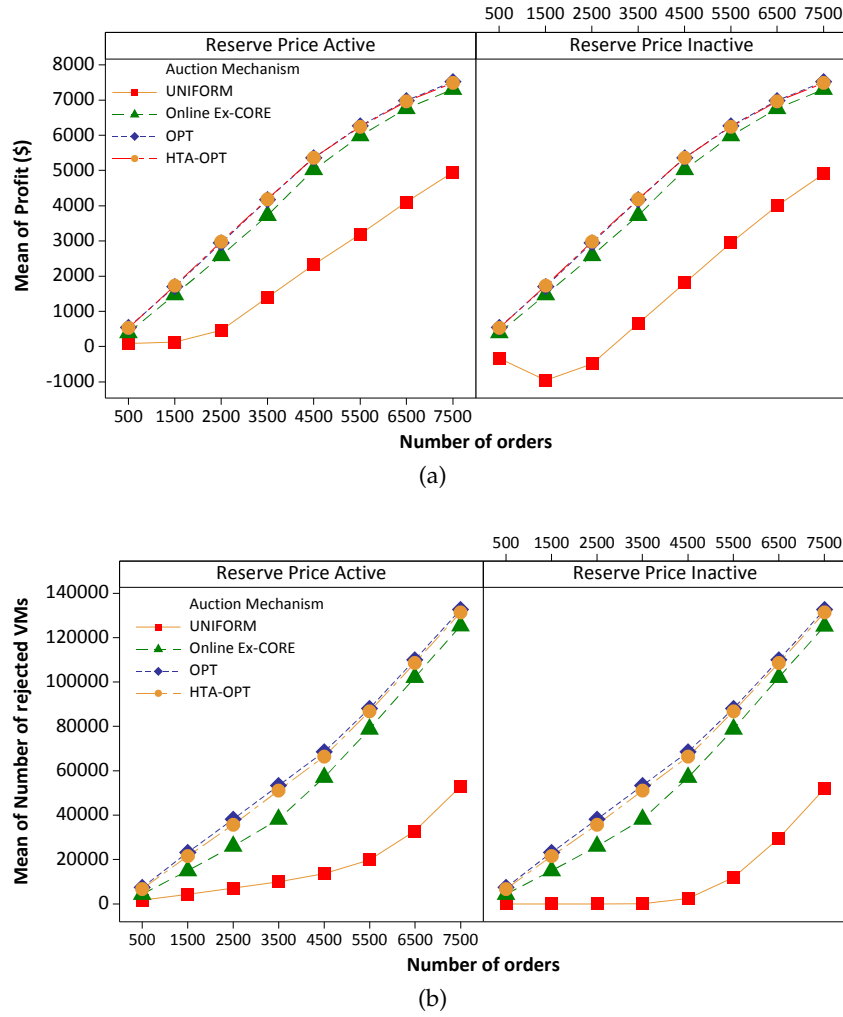 500 1500 2500 3500 4500 5500 6500 7500
Reserve Price Active
Reserve Price Inactive
Auction Mechanism
UNIFORM
Online Ex-CORE
OPT
HTA-OPT
Mean of Profit ($)
8000
7000
6000
5000
4000
3000
2000
1000
0
-1000
500 1500 2500 3500 4500 5500 6500 7500
Number of orders
(a)
500 1500 2500 3500 4500 5500 6500 7500
Reserve Price Active
Reserve Price Inactive
Auction Mechanism
UNIFORM
Online Ex-CORE
OPT
HTA-OPT
Mean of Number of rejected VMs
140000
120000
100000
80000
60000
40000
20000
0
500 1500 2500 3500 4500 5500 6500 7500
Number of orders
(b)